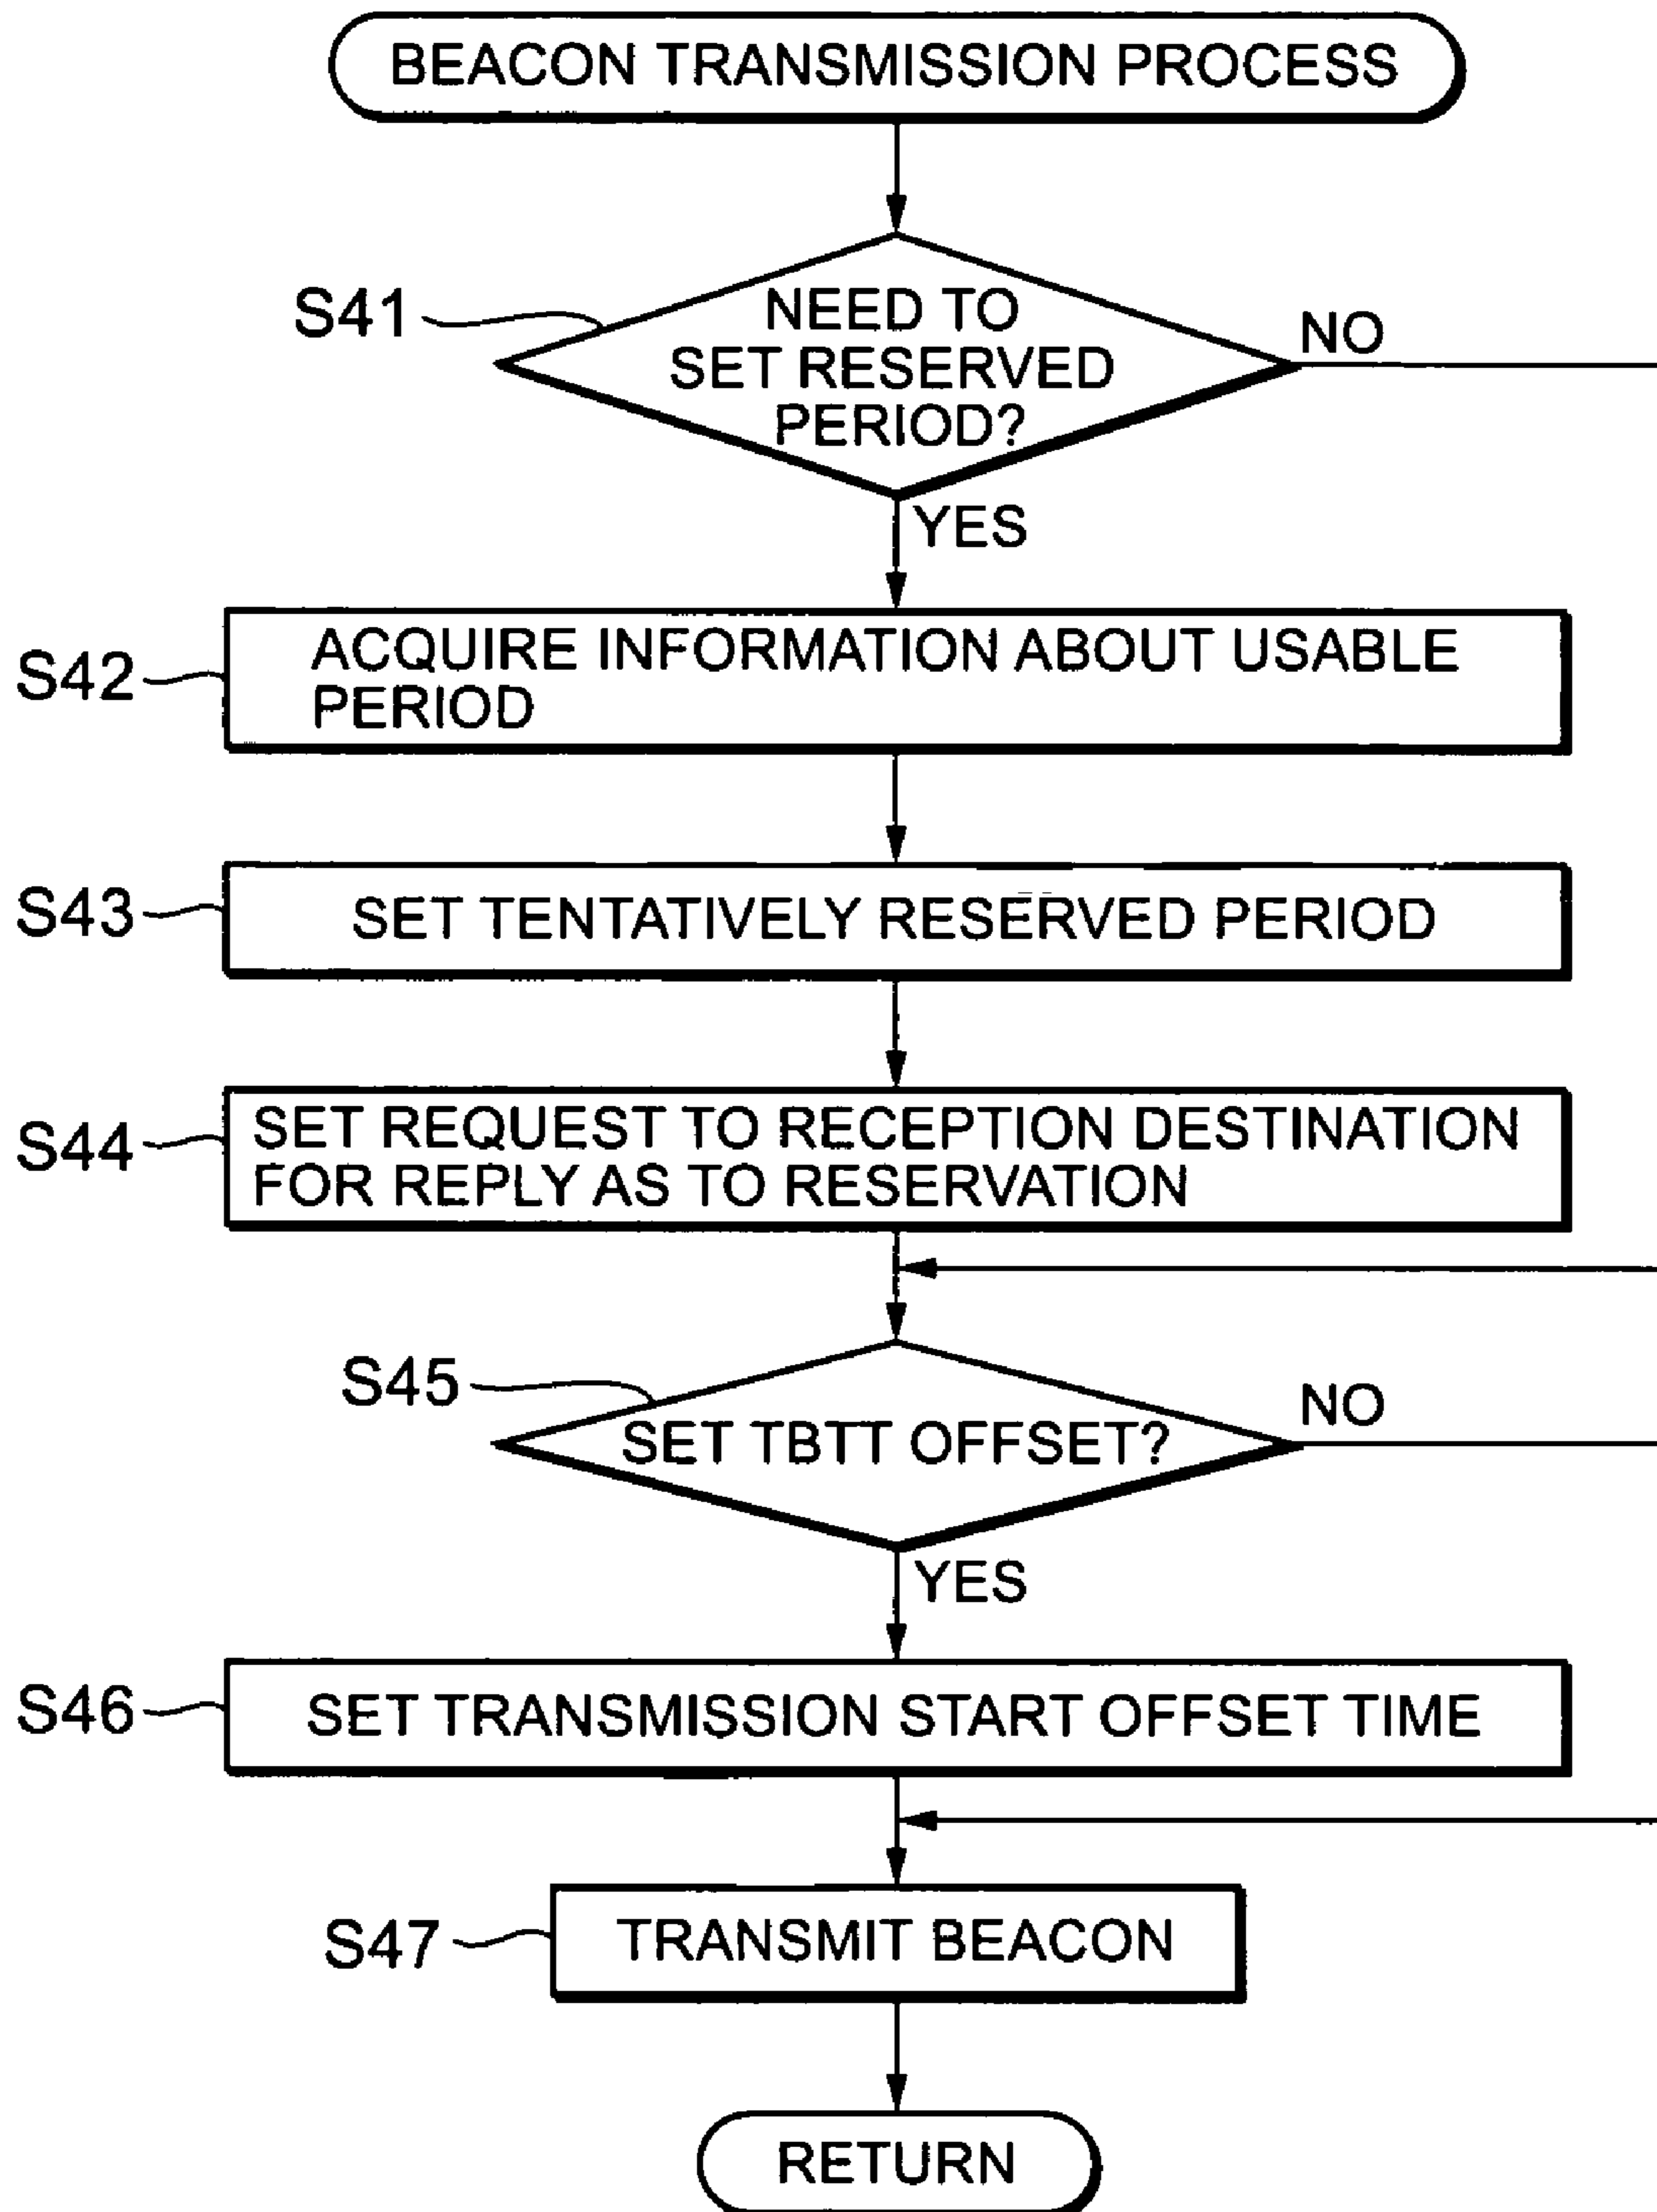 BEACON TRANSMISSION PROCESS
S41
NEED TO
SET RESERVED
PERIOD?
NO
YES
S42
ACQUIRE INFORMATION ABOUT USABLE
PERIOD
S43
SET TENTATIVELY RESERVED PERIOD
S44
SET REQUEST TO RECEPTION DESTINATION
FOR REPLY AS TO RESERVATION
S45
SET TBTT OFFSET?
NO
YES
S46
SET TRANSMISSION START OFFSET TIME
S47
TRANSMIT BEACON
RETURN